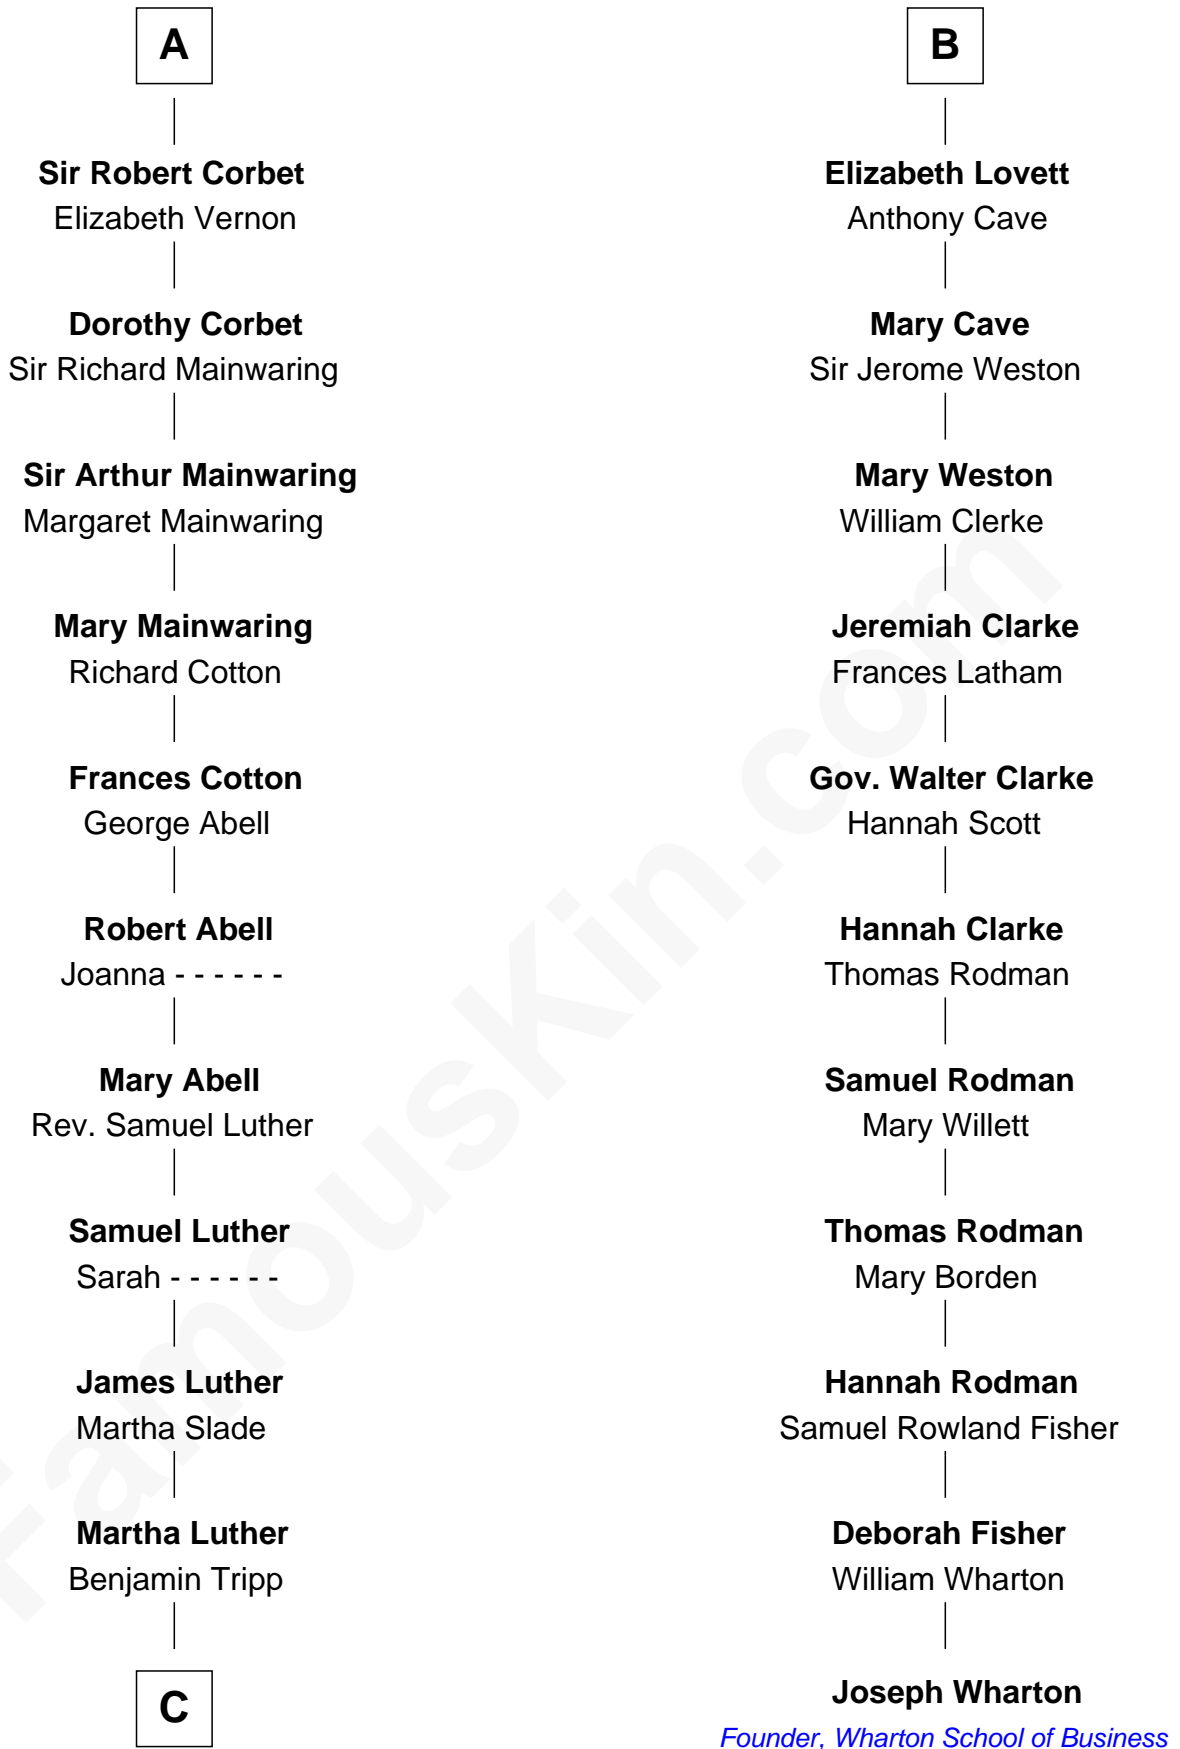 A
Sir Robert Corbet
Elizabeth Vernon
Dorothy Corbet
Sir Richard Mainwaring
Sir Arthur Mainwaring
Margaret Mainwaring
Mary Mainwaring
Richard Cotton
Frances Cotton
George Abell
Robert Abell
Joanna - - - - - -
Mary Abell
Rev. Samuel Luther
Samuel Luther
Sarah - - - - - -
James Luther
Martha Slade
Martha Luther
Benjamin Tripp
C
B
Elizabeth Lovett
Anthony Cave
Mary Cave
Sir Jerome Weston
Mary Weston
William Clerke
Jeremiah Clarke
Frances Latham
Gov. Walter Clarke
Hannah Scott
Hannah Clarke
Thomas Rodman
Samuel Rodman
Mary Willett
Thomas Rodman
Mary Borden
Hannah Rodman
Samuel Rowland Fisher
Deborah Fisher
William Wharton
Joseph Wharton
Founder, Wharton School of Business
FamousKin.com